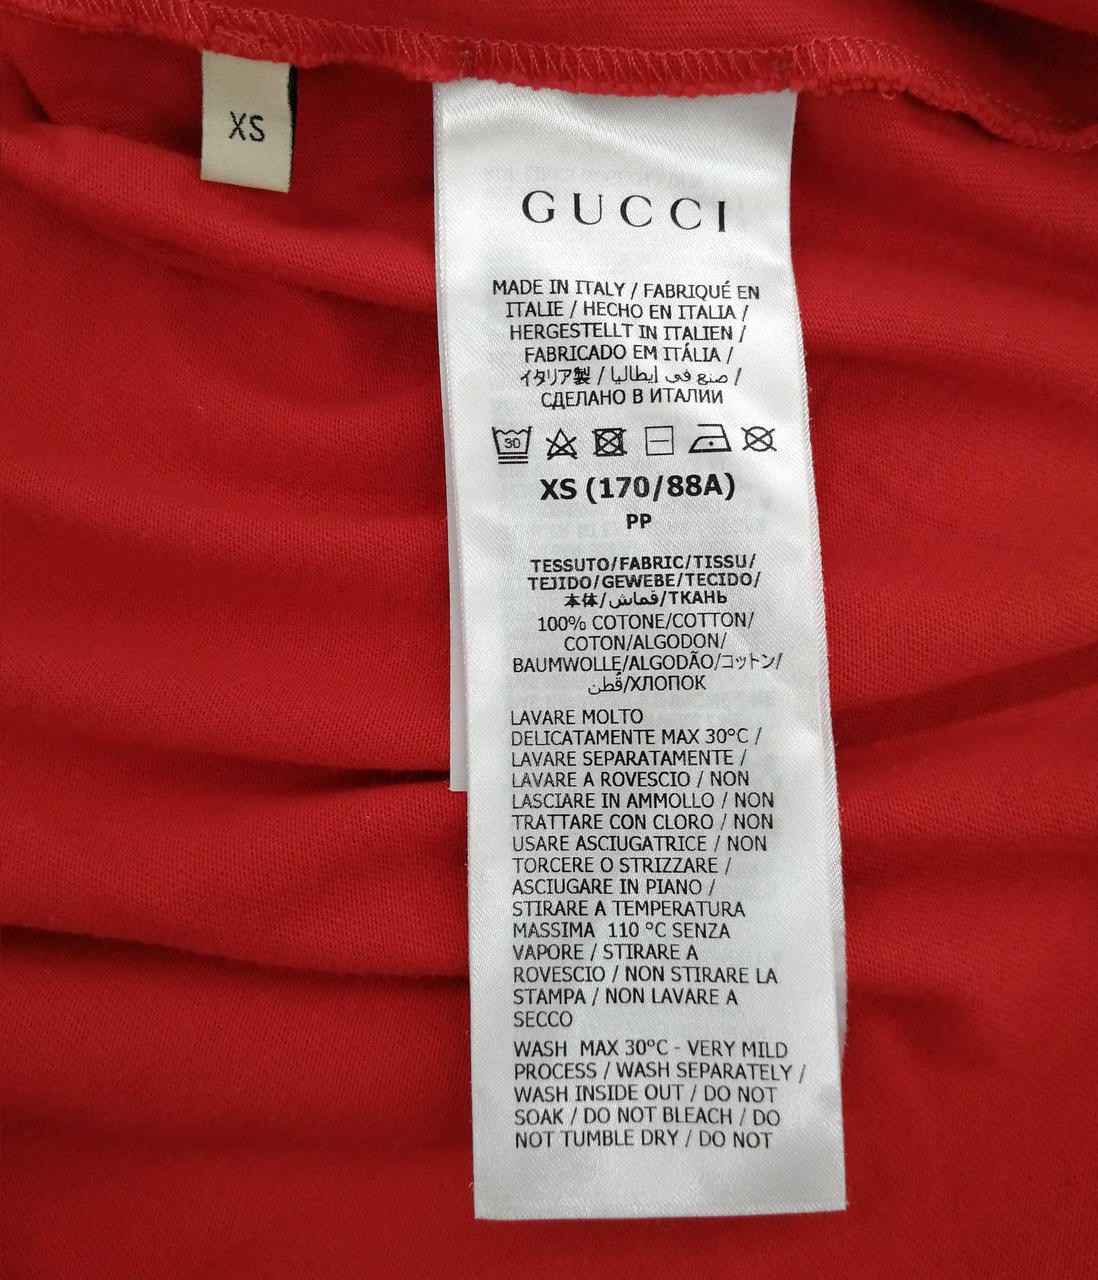 XS
GUCCI
MADE IN ITALY / FABRIQUÉ EN
ITALIE / HECHO EN ITALIA /
HERGESTELLT IN ITALIEN /
FABRICADO EM ITÁLIA /
イタリア製 / صنع في إيطاليا /
СДЕЛАНО В ИТАЛИИ
30
XS (170/88A)
PP
TESSUTO/FABRIC/TISSU/
TEJIDO/GEWEBE/TECIDO/
本体/قماش/ТКАНЬ
100% COTONE/COTTON/
COTON/ALGODON/
BAUMWOLLE/ALGODÃO/コットン/
قُطن/ХЛОПОК
LAVARE MOLTO
DELICATAMENTE MAX 30°C /
LAVARE SEPARATAMENTE /
LAVARE A ROVESCIO / NON
LASCIARE IN AMMOLLO / NON
TRATTARE CON CLORO / NON
USARE ASCIUGATRICE / NON
TORCERE O STRIZZARE /
ASCIUGARE IN PIANO /
STIRARE A TEMPERATURA
MASSIMA 110 °C SENZA
VAPORE / STIRARE A
ROVESCIO / NON STIRARE LA
STAMPA / NON LAVARE A
SECCO
WASH MAX 30°C - VERY MILD
PROCESS / WASH SEPARATELY /
WASH INSIDE OUT / DO NOT
SOAK / DO NOT BLEACH / DO
NOT TUMBLE DRY / DO NOT